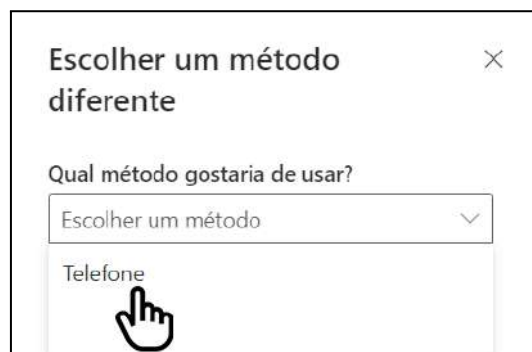 Escolher um método
diferente
Qual método gostaria de usar?
Escolher um método
Telefone